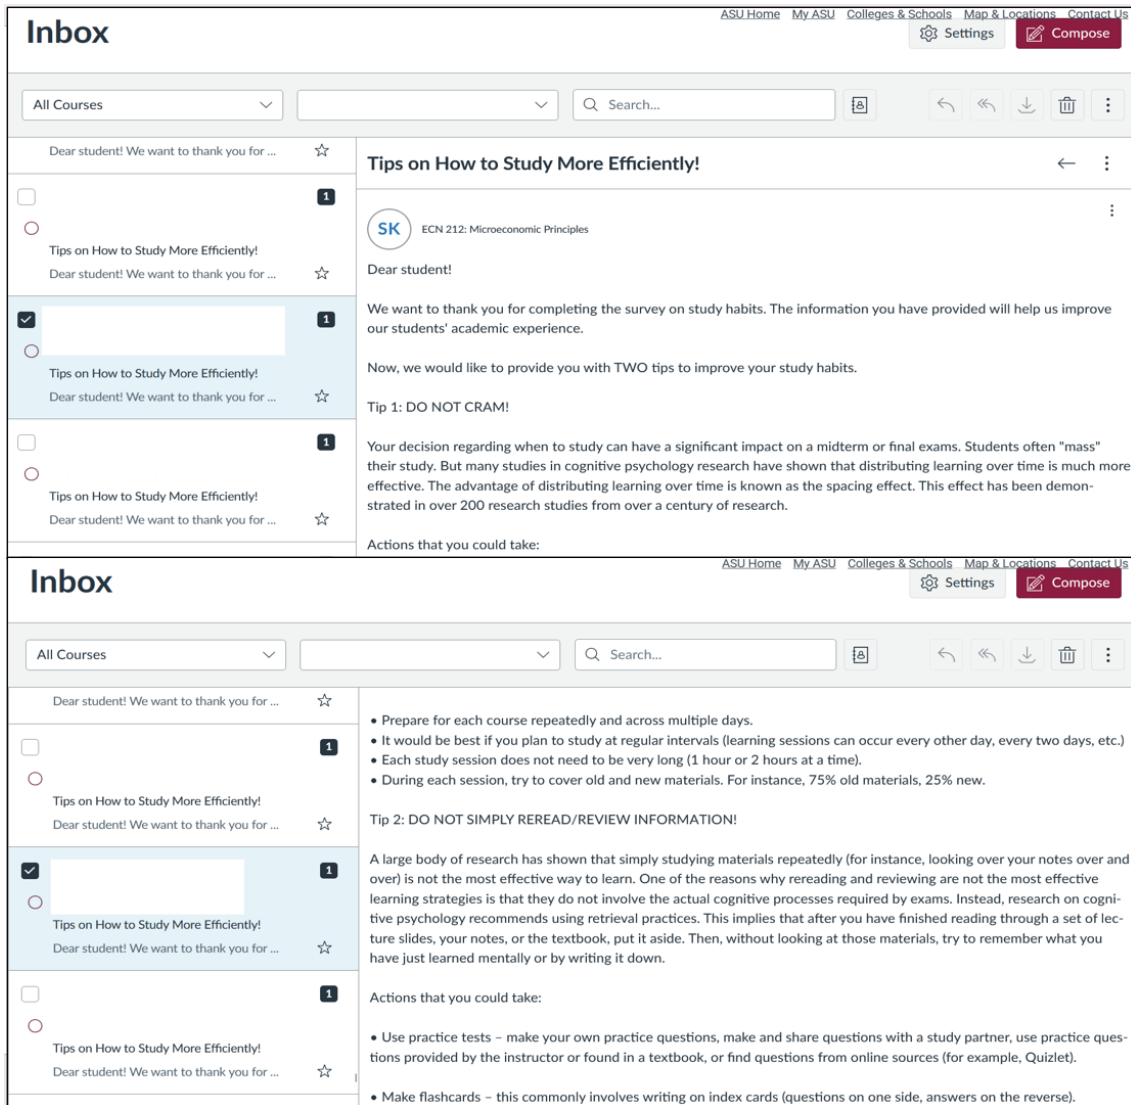 ASU Home My ASU Colleges & Schools Map & Locations Contact Us
Inbox
Settings
Compose
All Courses
Search...
Dear student! We want to thank you for ...
1
Tips on How to Study More Efficiently!
Dear student! We want to thank you for ...
1
Tips on How to Study More Efficiently!
Dear student! We want to thank you for ...
1
Tips on How to Study More Efficiently!
Dear student! We want to thank you for ...
Tips on How to Study More Efficiently!
SK
ECN 212: Microeconomic Principles
Dear student!
We want to thank you for completing the survey on study habits. The information you have provided will help us improve
our students' academic experience.
Now, we would like to provide you with TWO tips to improve your study habits.
Tip 1: DO NOT CRAM!
Your decision regarding when to study can have a significant impact on a midterm or final exams. Students often "mass"
their study. But many studies in cognitive psychology research have shown that distributing learning over time is much more
effective. The advantage of distributing learning over time is known as the spacing effect. This effect has been demon-
strated in over 200 research studies from over a century of research.
Actions that you could take:
ASU Home My ASU Colleges & Schools Map & Locations Contact Us
Inbox
Settings
Compose
All Courses
Search...
Dear student! We want to thank you for ...
1
Tips on How to Study More Efficiently!
Dear student! We want to thank you for ...
1
Tips on How to Study More Efficiently!
Dear student! We want to thank you for ...
1
Tips on How to Study More Efficiently!
Dear student! We want to thank you for ...
• Prepare for each course repeatedly and across multiple days.
• It would be best if you plan to study at regular intervals (learning sessions can occur every other day, every two days, etc.)
• Each study session does not need to be very long (1 hour or 2 hours at a time).
• During each session, try to cover old and new materials. For instance, 75% old materials, 25% new.
Tip 2: DO NOT SIMPLY REREAD/REVIEW INFORMATION!
A large body of research has shown that simply studying materials repeatedly (for instance, looking over your notes over and
over) is not the most effective way to learn. One of the reasons why rereading and reviewing are not the most effective
learning strategies is that they do not involve the actual cognitive processes required by exams. Instead, research on cogni-
tive psychology recommends using retrieval practices. This implies that after you have finished reading through a set of lec-
ture slides, your notes, or the textbook, put it aside. Then, without looking at those materials, try to remember what you
have just learned mentally or by writing it down.
Actions that you could take:
• Use practice tests – make your own practice questions, make and share questions with a study partner, use practice ques-
tions provided by the instructor or found in a textbook, or find questions from online sources (for example, Quizlet).
• Make flashcards – this commonly involves writing on index cards (questions on one side, answers on the reverse).